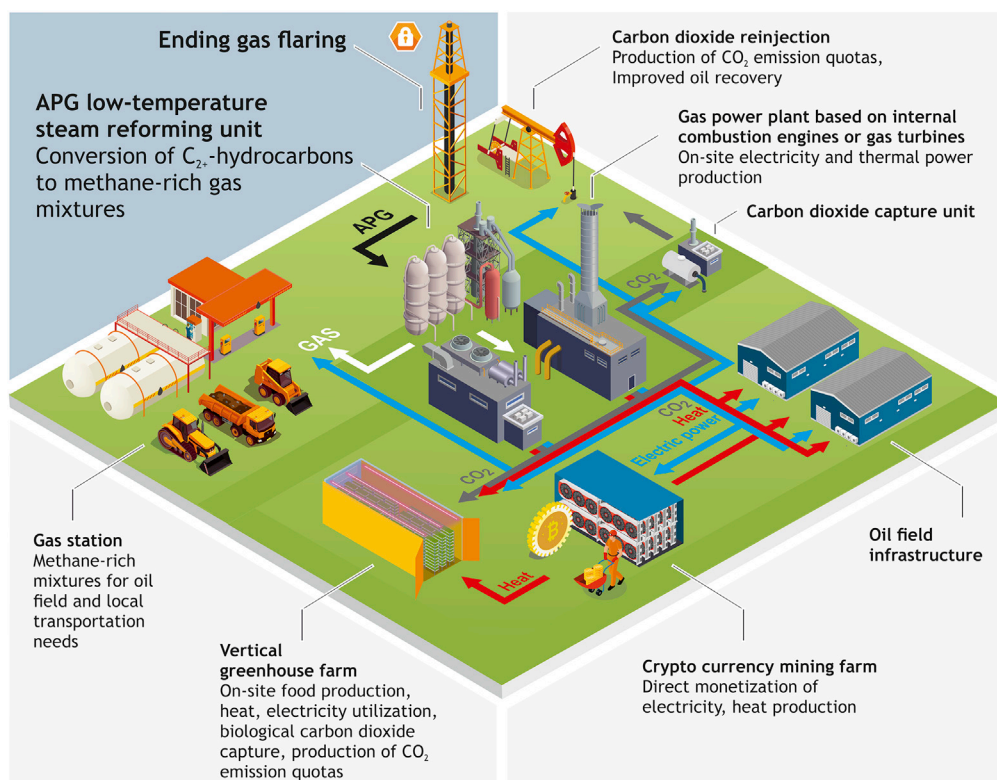 Ending gas flaring
APG low-temperature
steam reforming unit
Conversion of C₂₊-hydrocarbons
to methane-rich gas
mixtures
Carbon dioxide reinjection
Production of CO₂ emission quotas,
Improved oil recovery
Gas power plant based on internal
combustion engines or gas turbines
On-site electricity and thermal power
production
Carbon dioxide capture unit
APG
CO₂
GAS
CO₂
Heat
Electric power
CO₂
Heat
Gas station
Methane-rich
mixtures for oil
field and local
transportation
needs
Oil field
infrastructure
Vertical
greenhouse farm
On-site food production,
heat, electricity utilization,
biological carbon dioxide
capture, production of CO₂
emission quotas
Crypto currency mining farm
Direct monetization of
electricity, heat production